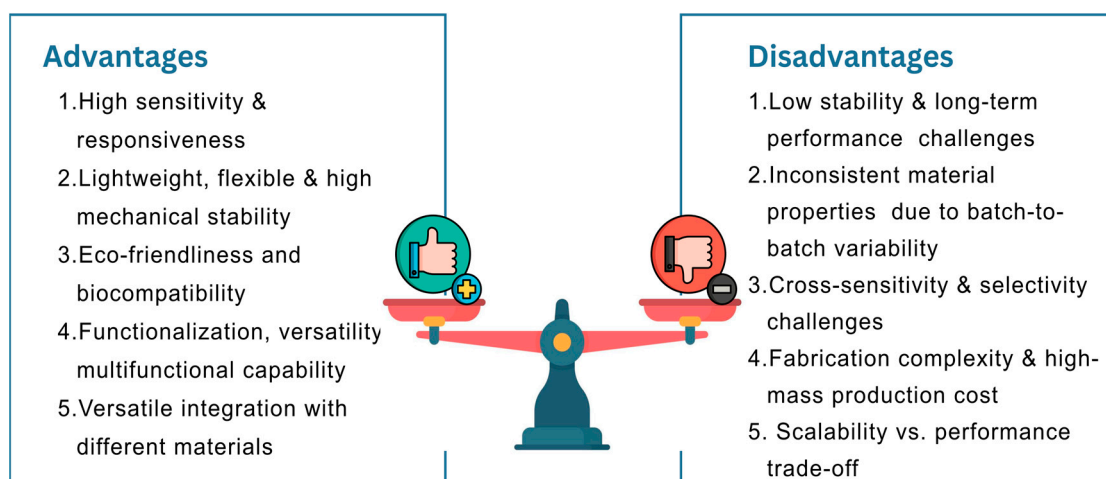 Advantages
1.High sensitivity &
responsiveness
2.Lightweight, flexible & high
mechanical stability
3.Eco-friendliness and
biocompatibility
4.Functionalization, versatility
multifunctional capability
5.Versatile integration with
different materials
Disadvantages
1.Low stability & long-term
performance challenges
2.Inconsistent material
properties due to batch-to-
batch variability
3.Cross-sensitivity & selectivity
challenges
4.Fabrication complexity & high-
mass production cost
5. Scalability vs. performance
trade-off